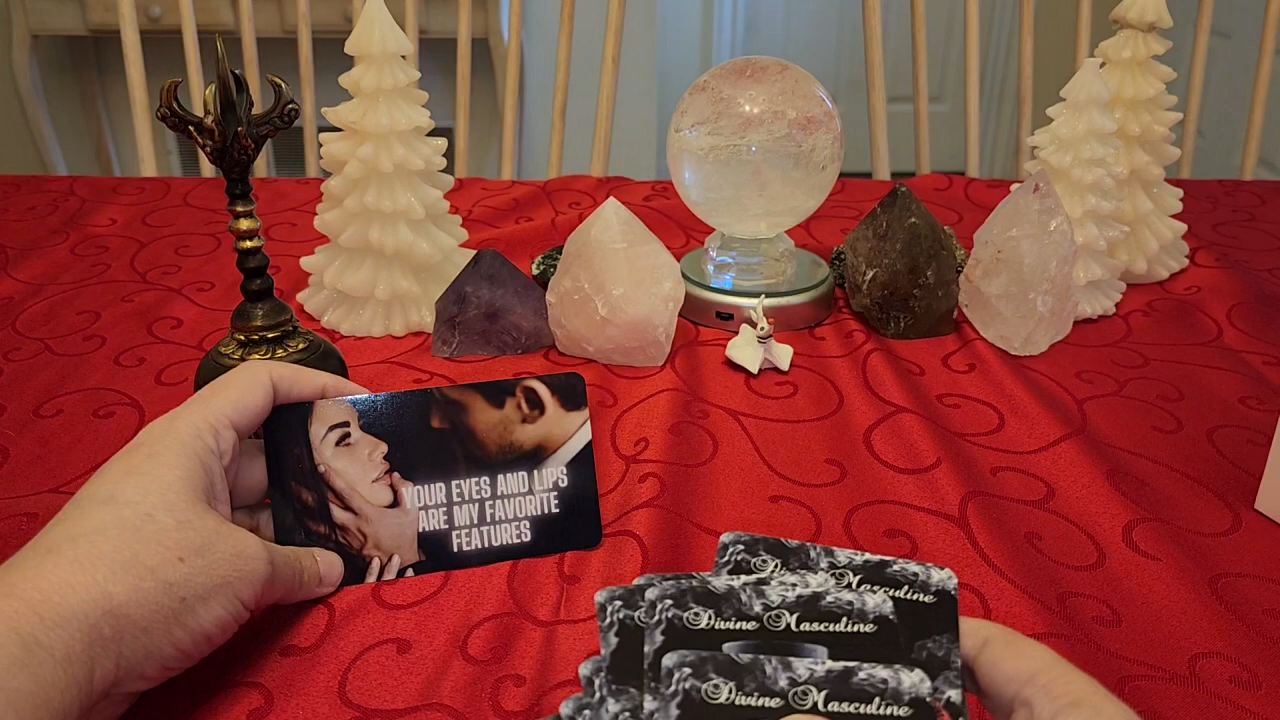 YOUR EYES AND LIPS
ARE MY FAVORITE
FEATURES
Divine Masculine
Divine Masculine
Divine Masculine